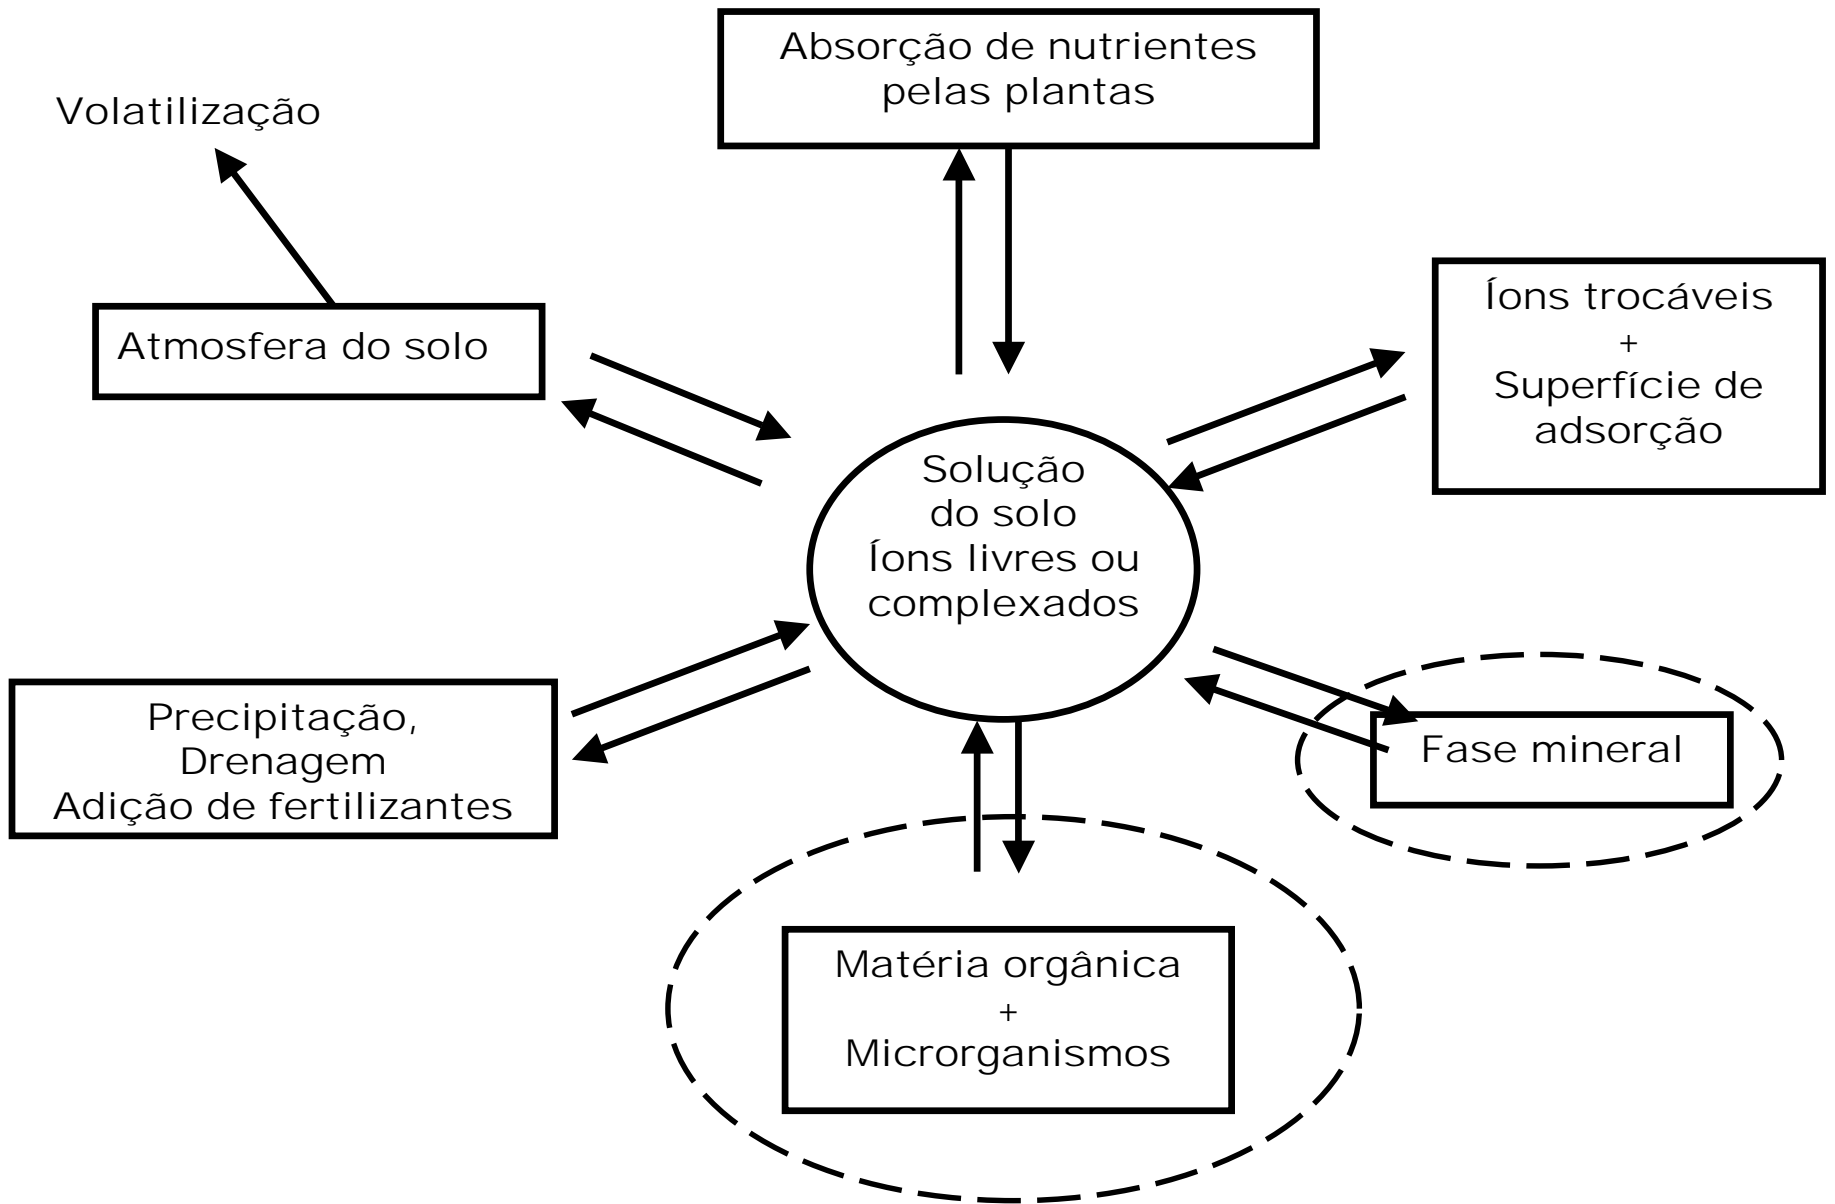 Absorção de nutrientes
pelas plantas
Volatilização
Atmosfera do solo
Íons trocáveis
+
Superfície de
adsorção
Solução
do solo
Íons livres ou
complexados
Precipitação,
Drenagem
Adição de fertilizantes
Fase mineral
Matéria orgânica
+
Microrganismos